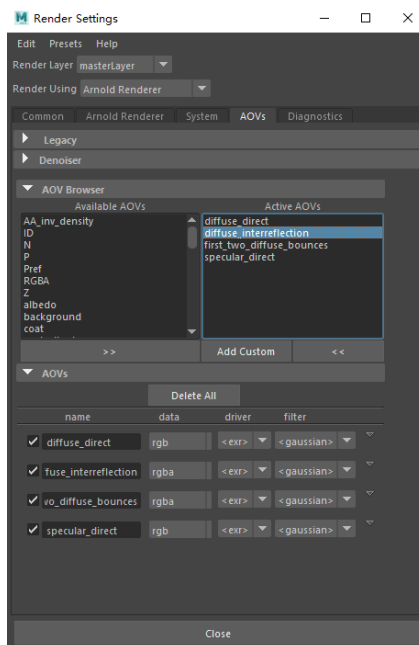 M Render Settings
Edit Presets Help
Render Layer masterLayer
Render Using Arnold Renderer
Common Arnold Renderer System AOVs Diagnostics
Legacy
Denoiser
AOV Browser
Available AOVs Active AOVs
AA_inv_density diffuse_direct
ID diffuse_interreflection
N first_two_diffuse_bounces
P specular_direct
Pref
RGBA
Z
albedo
background
coat
>> Add Custom <<
AOVs
Delete All
name data driver filter
diffuse_direct rgb <exr> <gaussian>
fuse_interreflection rgba <exr> <gaussian>
vo_diffuse_bounces rgba <exr> <gaussian>
specular_direct rgb <exr> <gaussian>
Close